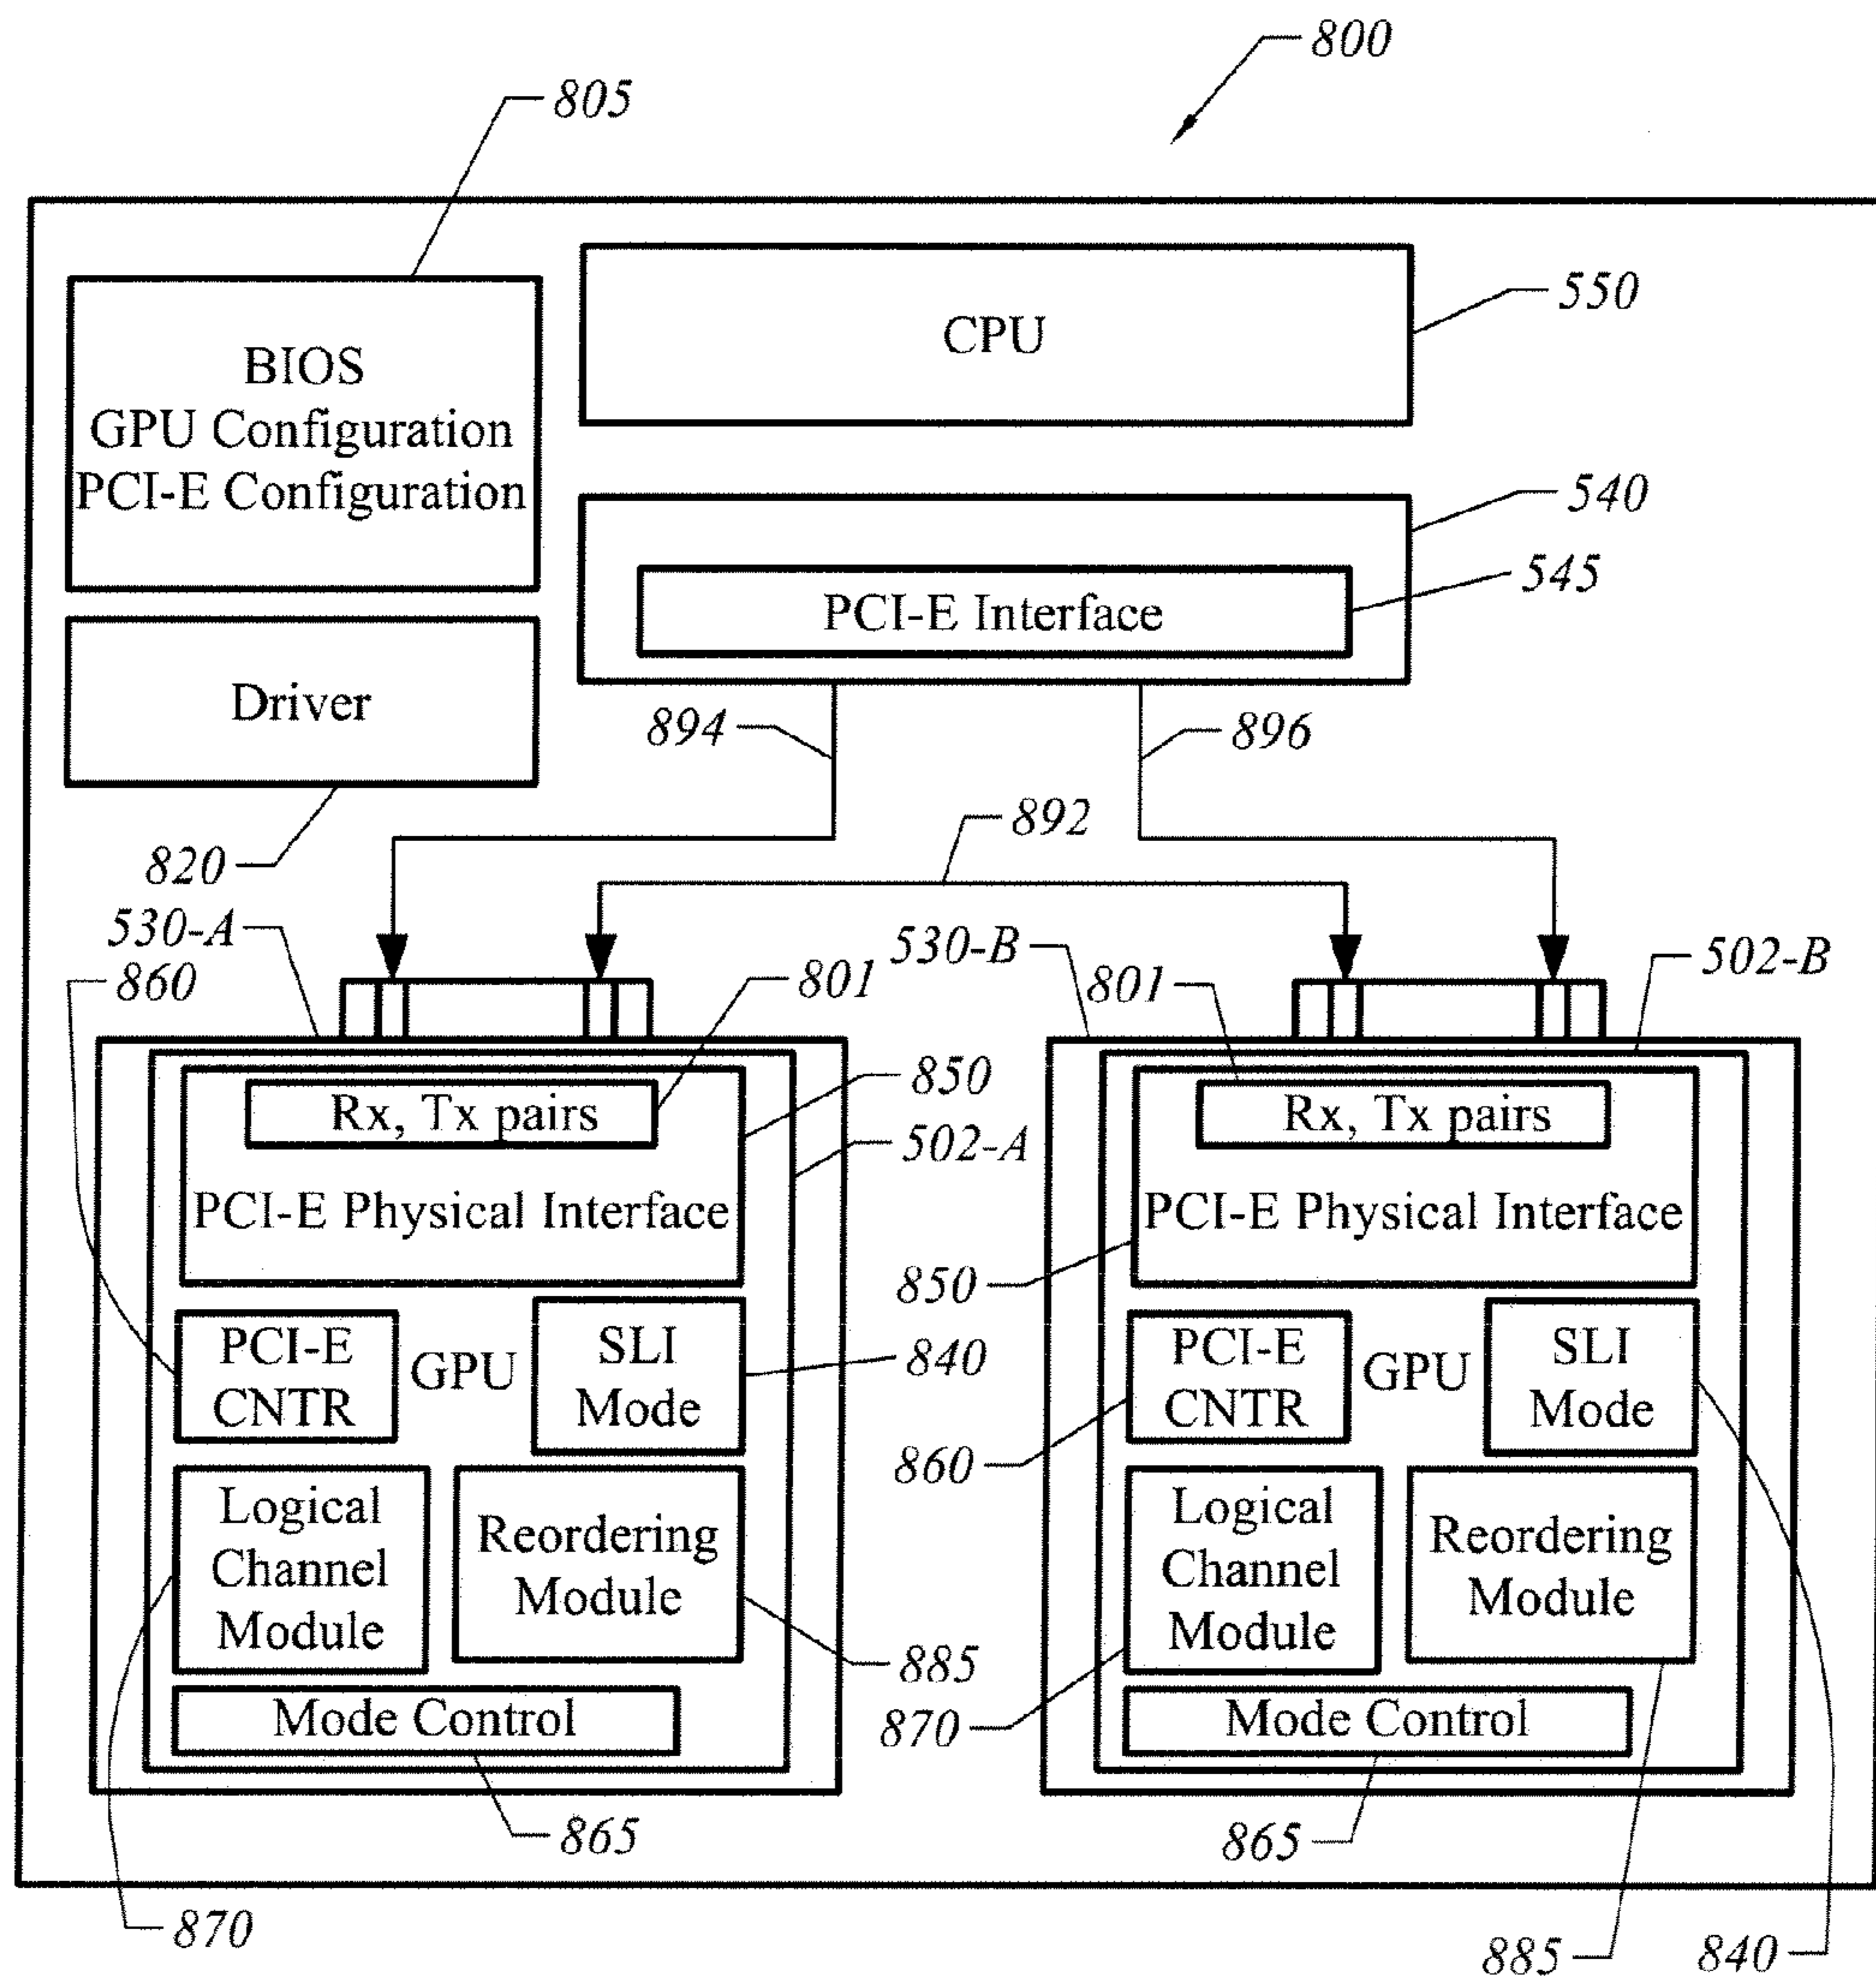 800
805
BIOS
GPU Configuration
PCI-E Configuration
CPU
550
540
PCI-E Interface
545
Driver
820
894
896
892
530-A
860
801
530-B
801
502-B
Rx, Tx pairs
PCI-E Physical Interface
850
502-A
Rx, Tx pairs
PCI-E Physical Interface
850
PCI-E
CNTR
GPU
SLI
Mode
840
PCI-E
CNTR
GPU
SLI
Mode
860
Logical
Channel
Module
Reordering
Module
885
Logical
Channel
Module
Reordering
Module
870
Mode Control
865
Mode Control
865
870
885
840